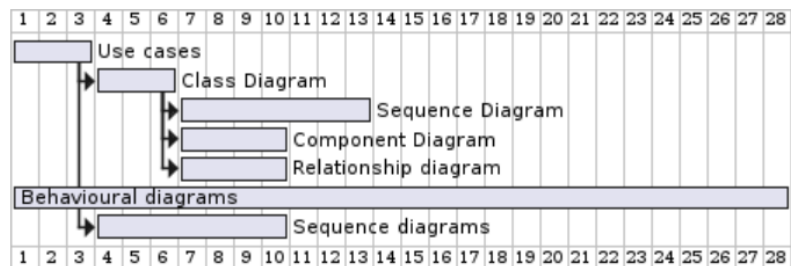 1 2 3 4 5 6 7 8 9 10 11 12 13 14 15 16 17 18 19 20 21 22 23 24 25 26 27 28
Use cases
Class Diagram
Sequence Diagram
Component Diagram
Relationship diagram
Behavioural diagrams
Sequence diagrams
1 2 3 4 5 6 7 8 9 10 11 12 13 14 15 16 17 18 19 20 21 22 23 24 25 26 27 28